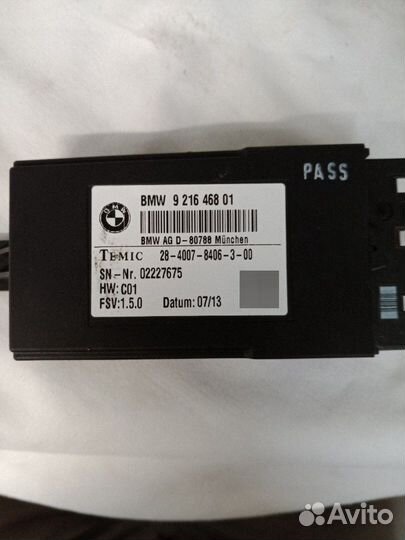 PASS
BMW 9 216 468 01
BMW AG D-80788 München
TEMIC 28-4007-8406-3-00
SN-Nr. 02227675
HW: C01
FSV:1.5.0 Datum: 07/13
Avito